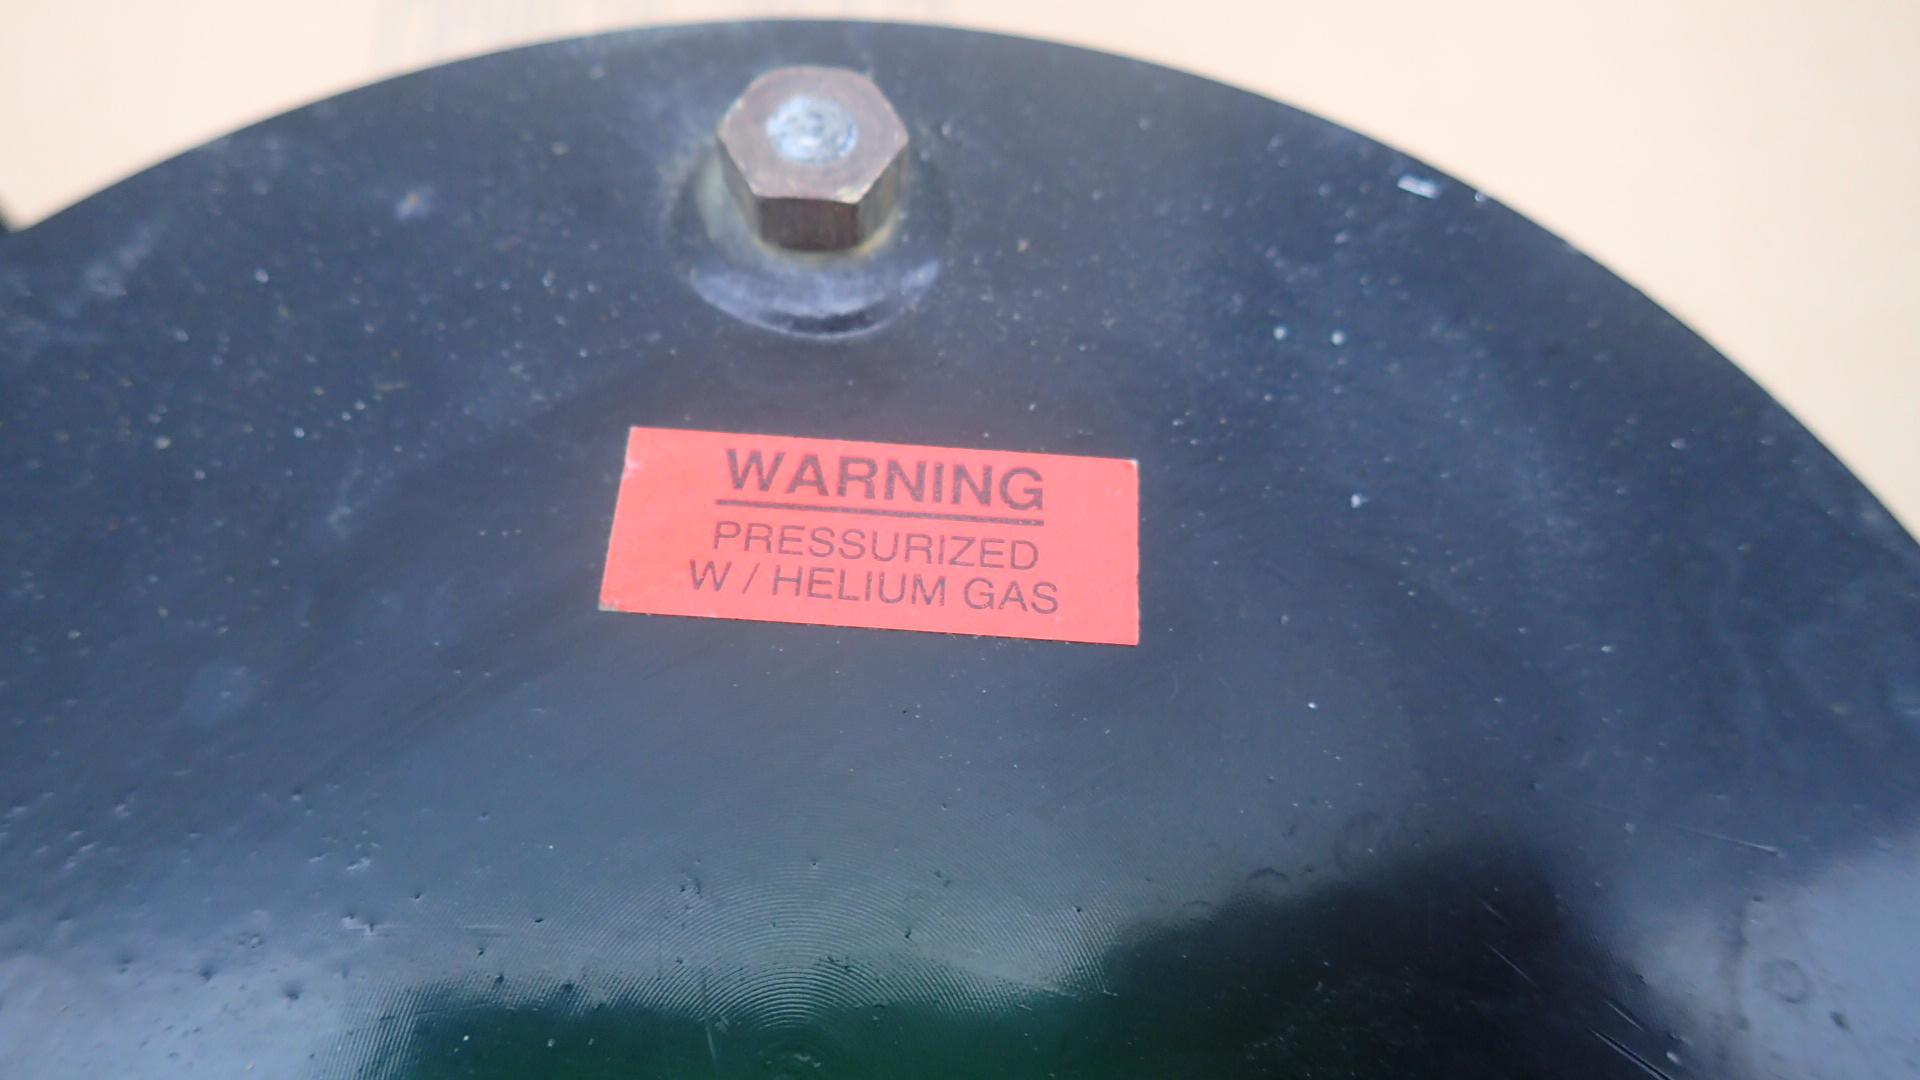 WARNING
PRESSURIZED
W / HELIUM GAS